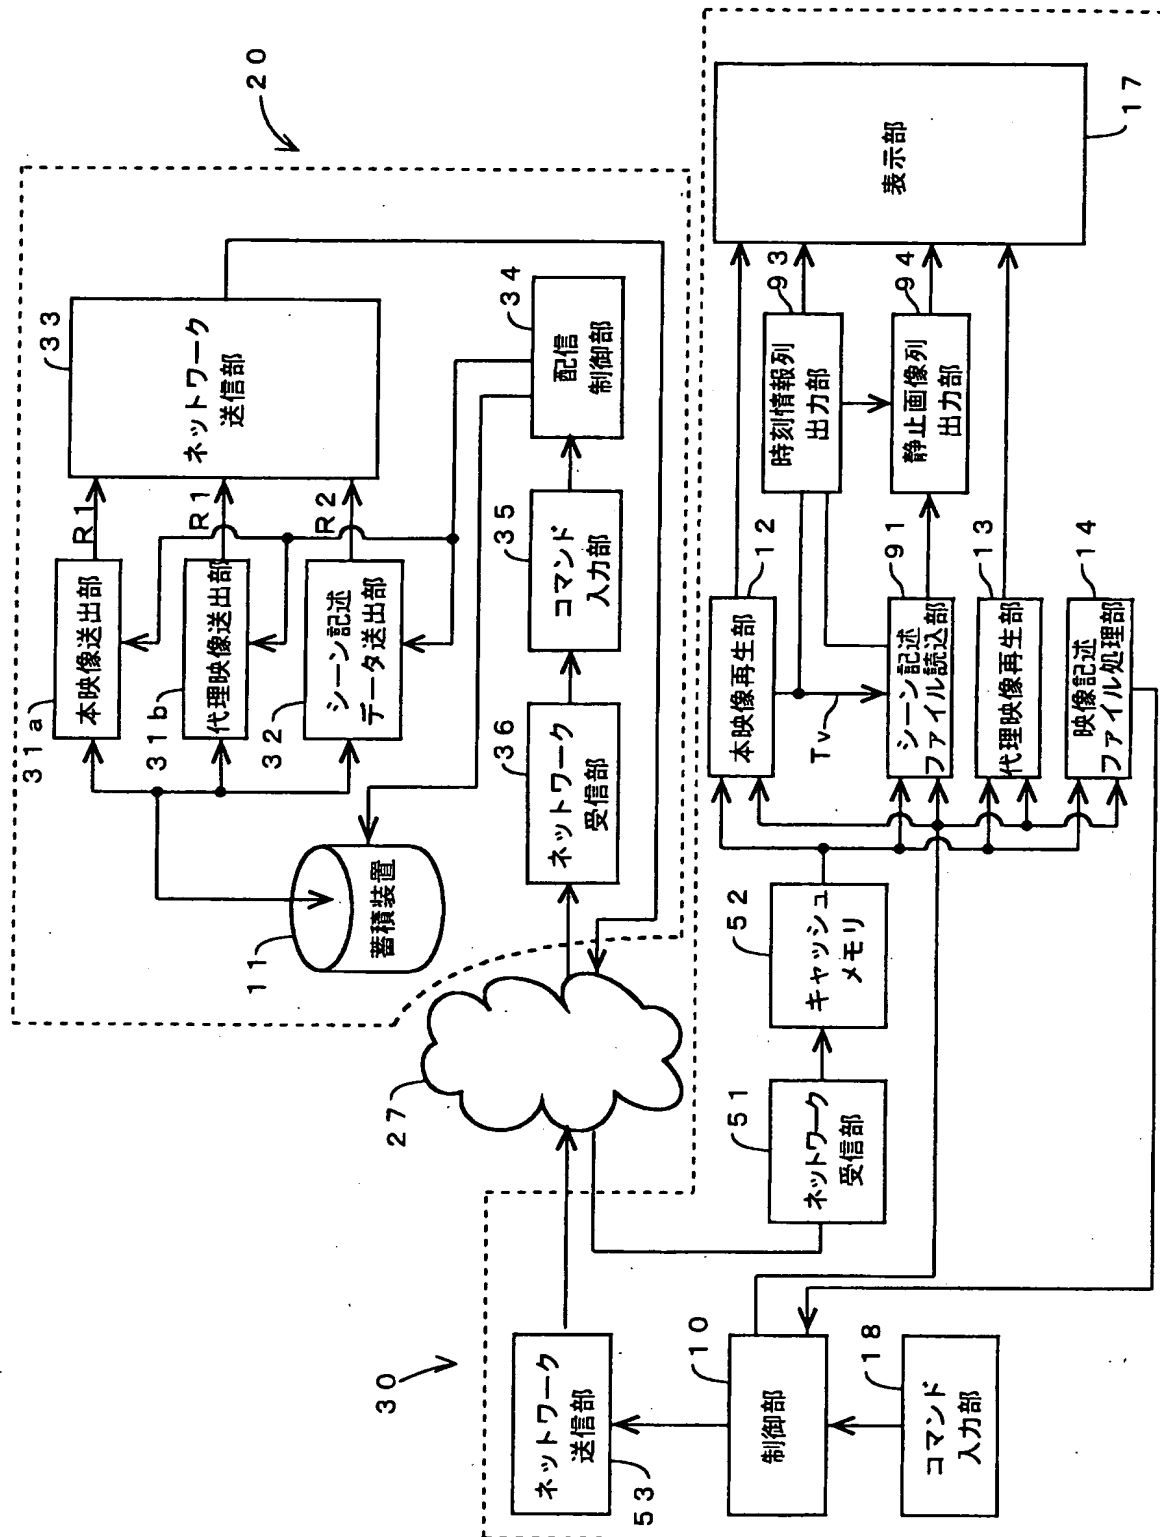 20
33
ネットワーク
送信部
R1
R1
R2
31a
本映像送出部
31b
代理映像送出部
32
シーン記述
データ送出部
34
配信
制御部
35
コマンド
入力部
36
ネットワーク
受信部
11
蓄積装置
27
30
53
ネットワーク
送信部
10
制御部
18
コマンド
入力部
51
ネットワーク
受信部
52
キャッシュ
メモリ
12
本映像再生部
Tv
91
シーン記述
ファイル読込部
13
代理映像再生部
14
映像記述
ファイル処理部
93
時刻情報列
出力部
94
静止画像列
出力部
表示部
17